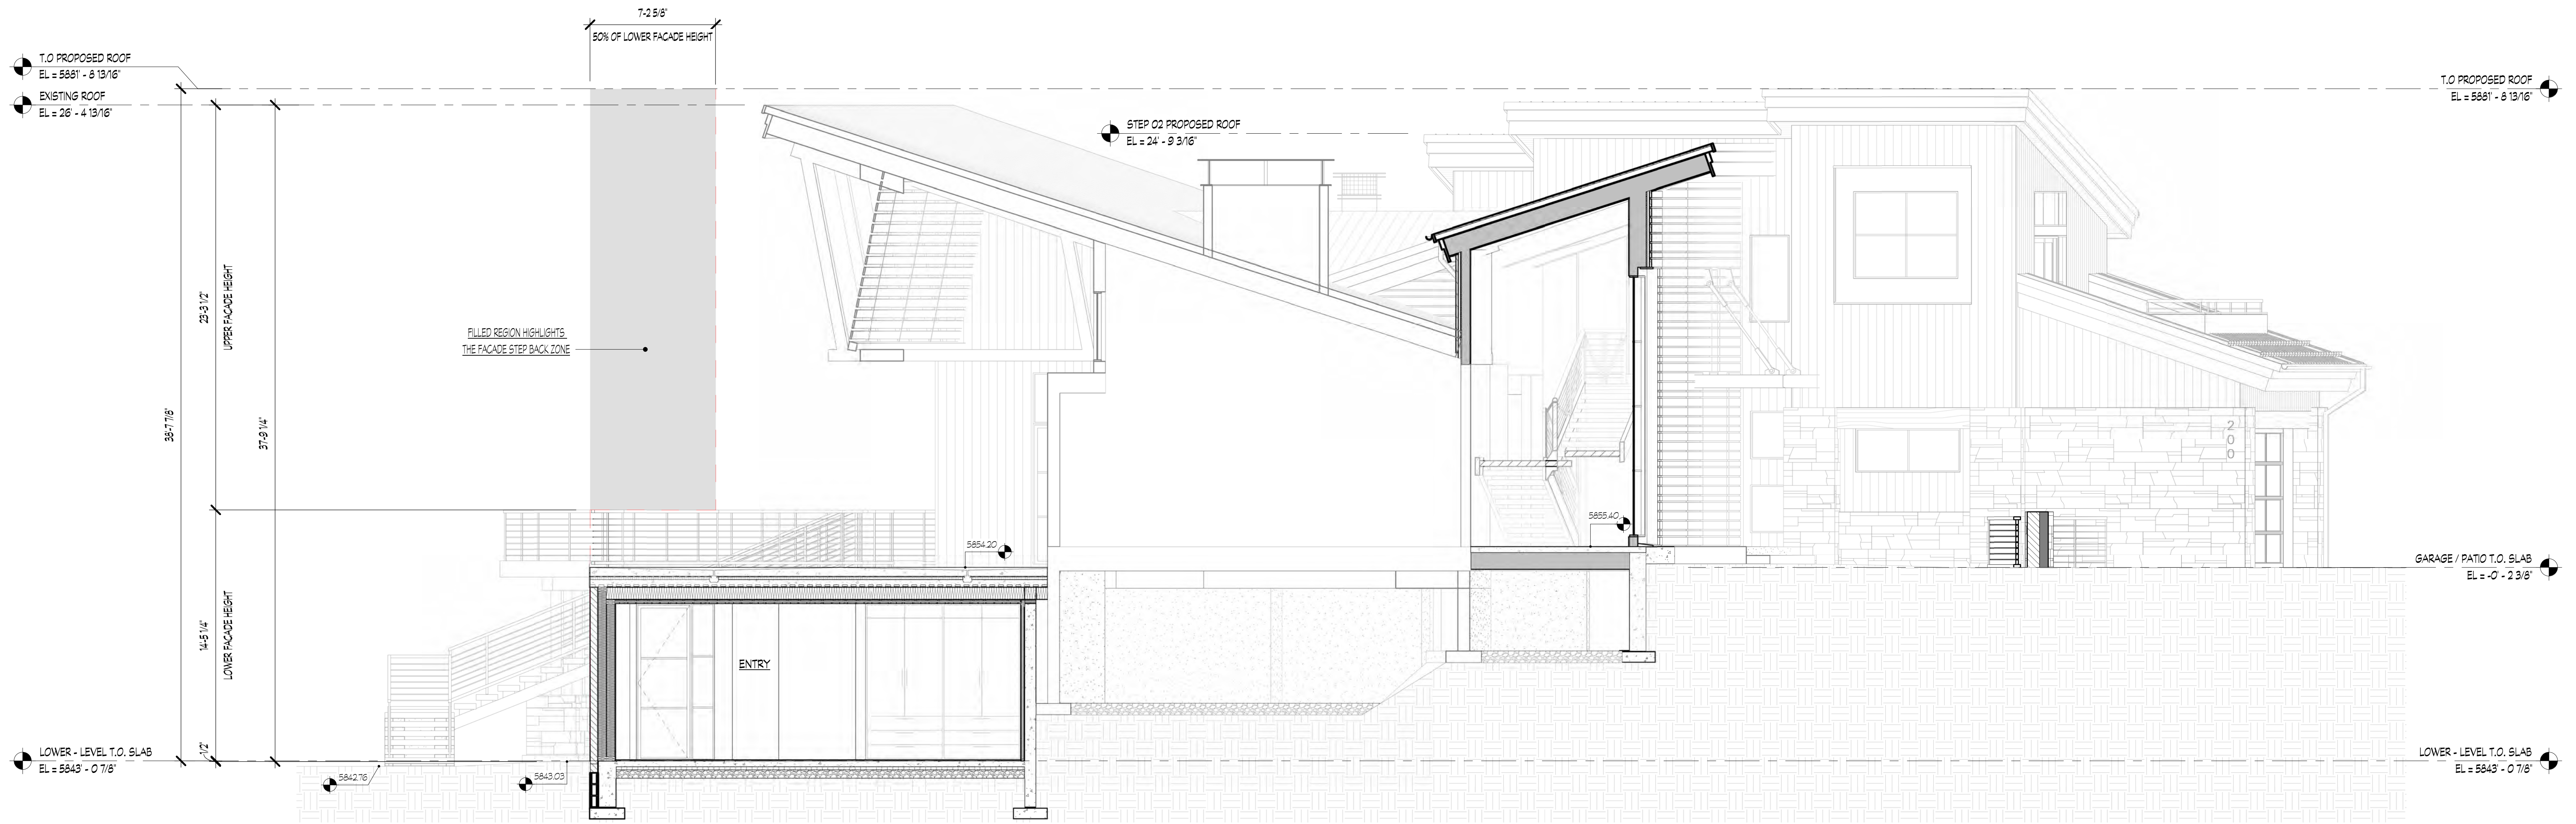 7'-2 5/8"
50% OF LOWER FACADE HEIGHT
T.O PROPOSED ROOF
EL = 5881' - 8 13/16"
EXISTING ROOF
EL = 26' - 4 13/16"
T.O PROPOSED ROOF
EL = 5881' - 8 13/16"
STEP 02 PROPOSED ROOF
EL = 24' - 9 3/16"
23'-3 1/2"
UPPER FACADE HEIGHT
FILLED REGION HIGHLIGHTS
THE FACADE STEP BACK ZONE
38'-7 7/8"
37'-9 1/4"
200
5855.40
5854.20
GARAGE / PATIO T.O. SLAB
EL = -0' - 2 3/8"
14'-5 1/4"
LOWER FACADE HEIGHT
ENTRY
1/2"
LOWER - LEVEL T.O. SLAB
EL = 5843' - 0 7/8"
5842.76
5843.03
LOWER - LEVEL T.O. SLAB
EL = 5843' - 0 7/8"